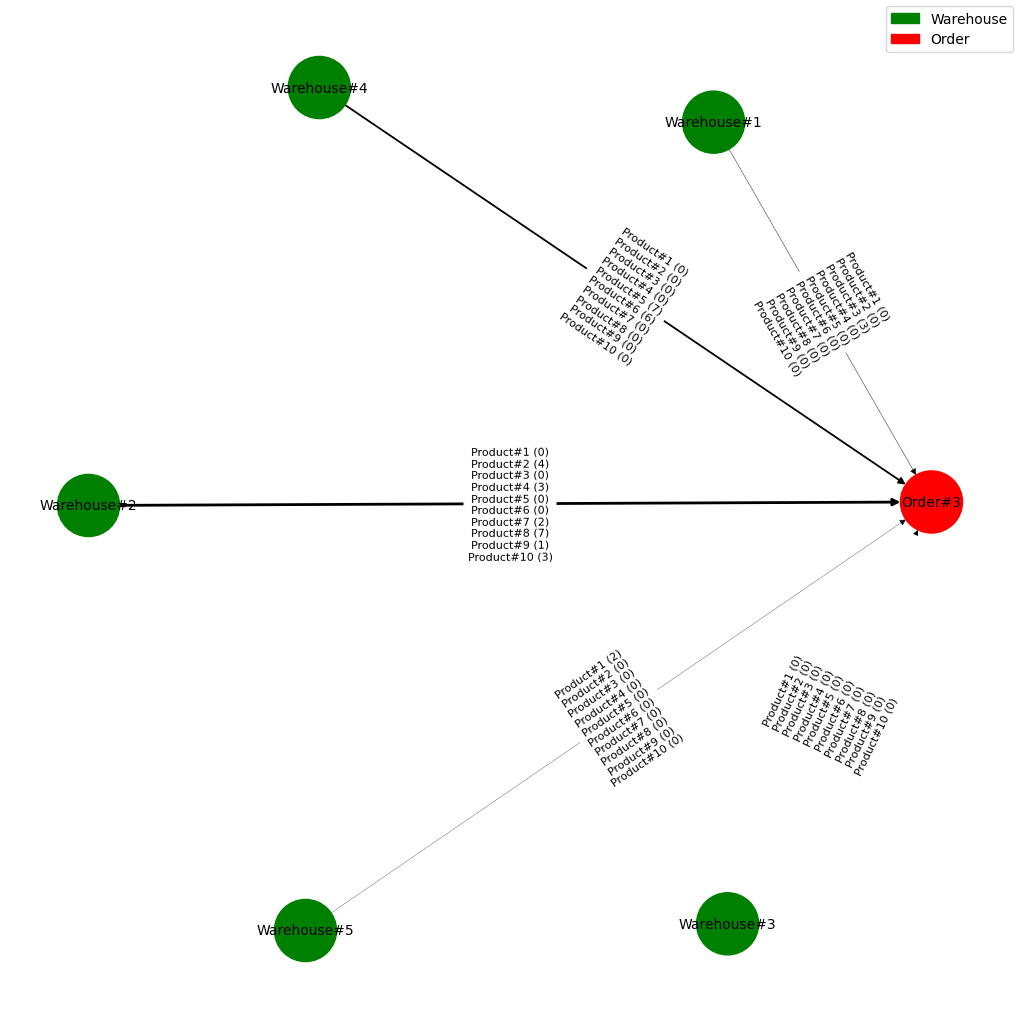 Warehouse
Order
Warehouse#4
Warehouse#1
Product#1 (0)
Product#2 (0)
Product#3 (0)
Product#4 (0)
Product#5 (7)
Product#6 (6)
Product#7 (0)
Product#8 (0)
Product#9 (0)
Product#10 (0)
Product#1 (0)
Product#2 (0)
Product#3 (3)
Product#4 (0)
Product#5 (0)
Product#6 (0)
Product#7 (0)
Product#8 (0)
Product#9 (0)
Product#10 (0)
Warehouse#2
Product#1 (0)
Product#2 (4)
Product#3 (0)
Product#4 (3)
Product#5 (0)
Product#6 (0)
Product#7 (2)
Product#8 (7)
Product#9 (1)
Product#10 (3)
Order#3
Product#1 (2)
Product#2 (0)
Product#3 (0)
Product#4 (0)
Product#5 (0)
Product#6 (0)
Product#7 (0)
Product#8 (0)
Product#9 (0)
Product#10 (0)
Product#1 (0)
Product#2 (0)
Product#3 (0)
Product#4 (0)
Product#5 (0)
Product#6 (0)
Product#7 (0)
Product#8 (0)
Product#9 (0)
Product#10 (0)
Warehouse#5
Warehouse#3